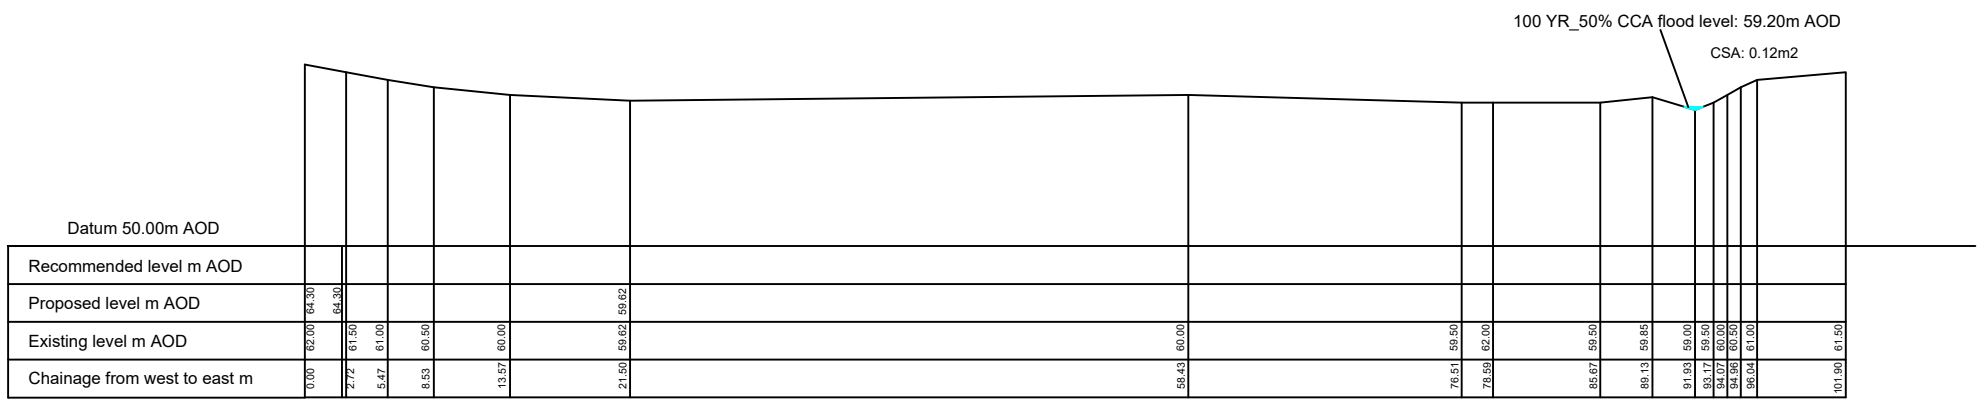 100 YR_50% CCA flood level: 59.20m AOD
CSA: 0.12m2
Datum 50.00m AOD
Recommended level m AOD
Proposed level m AOD 64.30 64.30 59.62
Existing level m AOD 62.00 61.50 61.00 60.50 60.00 59.62 60.00 59.50 62.00 59.50 59.85 59.00 59.50 60.00 60.50 61.00 61.50
Chainage from west to east m 0.00 2.72 5.47 8.53 13.57 21.50 58.43 76.51 78.59 85.67 89.13 91.93 93.17 94.07 94.96 96.04 101.90